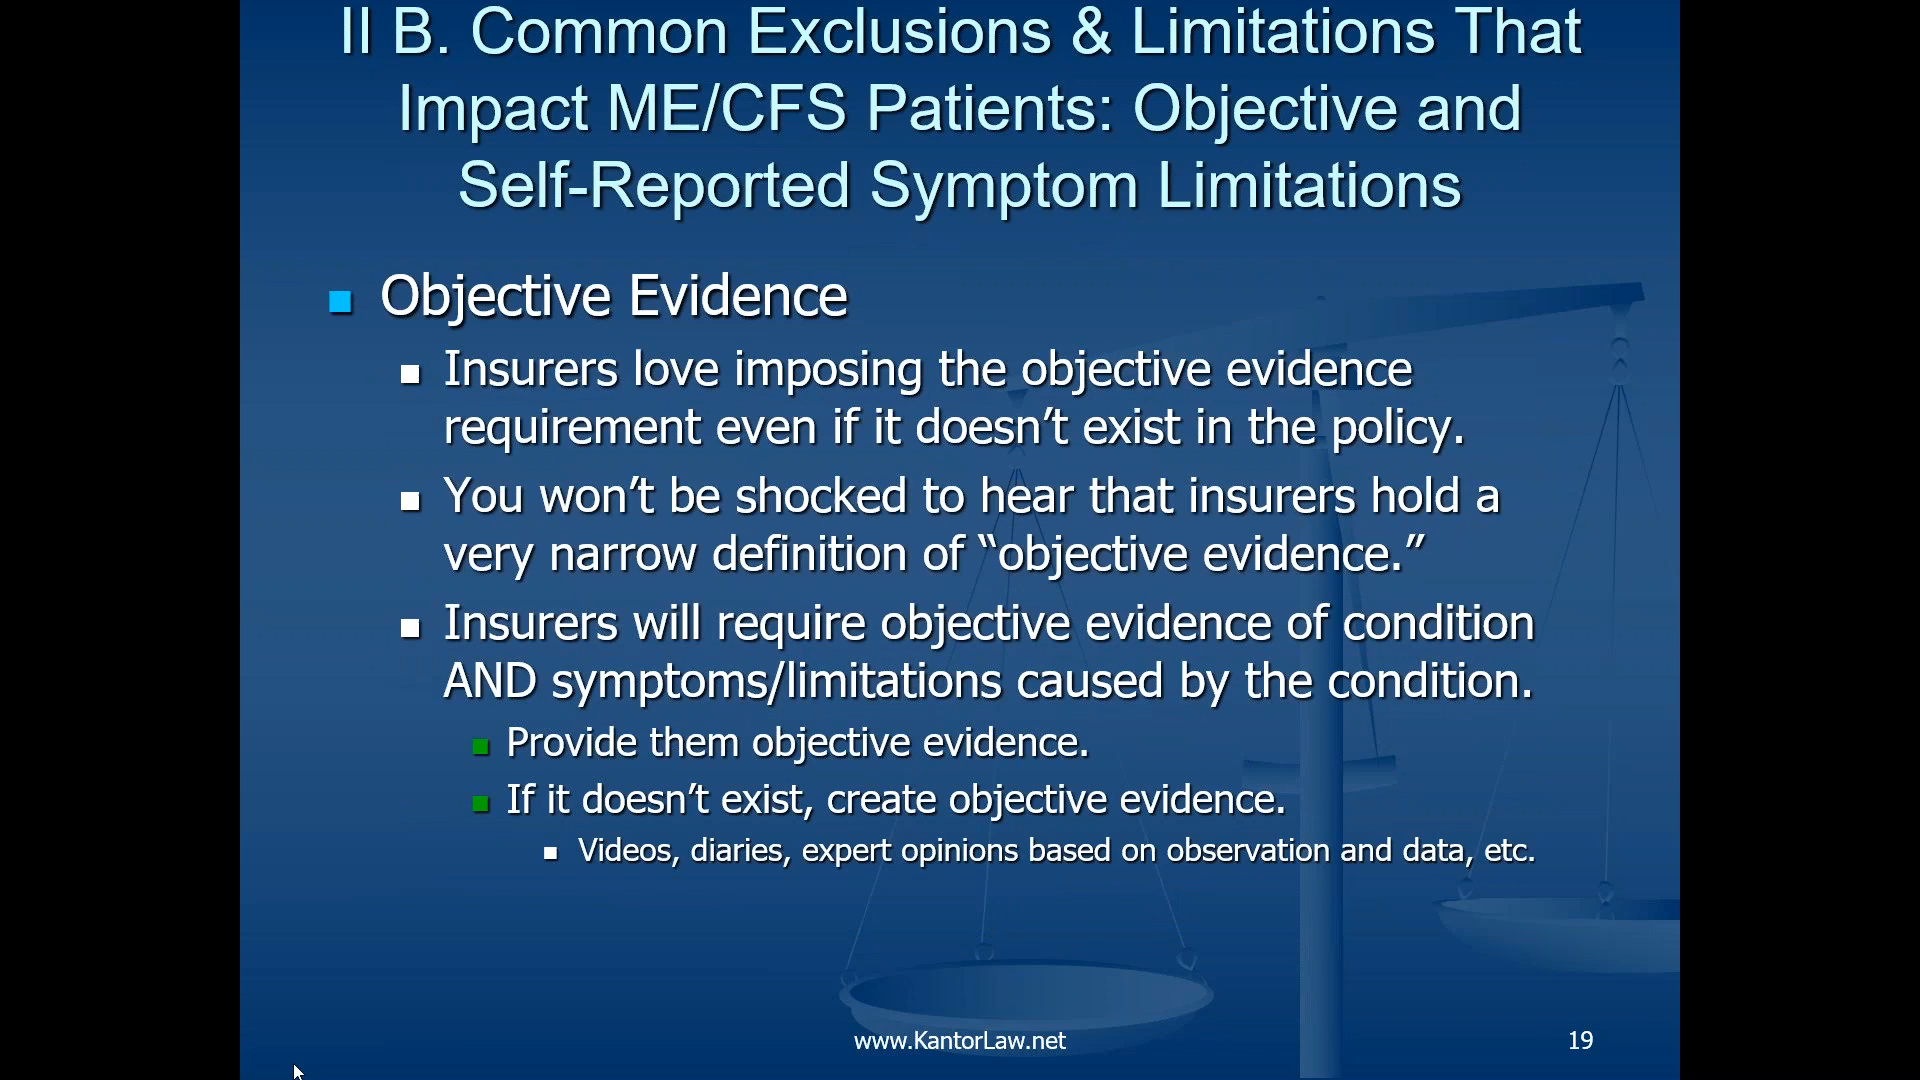 II B. Common Exclusions & Limitations That
Impact ME/CFS Patients: Objective and
Self-Reported Symptom Limitations
Objective Evidence
Insurers love imposing the objective evidence
requirement even if it doesn’t exist in the policy.
You won’t be shocked to hear that insurers hold a
very narrow definition of “objective evidence.”
Insurers will require objective evidence of condition
AND symptoms/limitations caused by the condition.
Provide them objective evidence.
If it doesn’t exist, create objective evidence.
Videos, diaries, expert opinions based on observation and data, etc.
www.KantorLaw.net
19